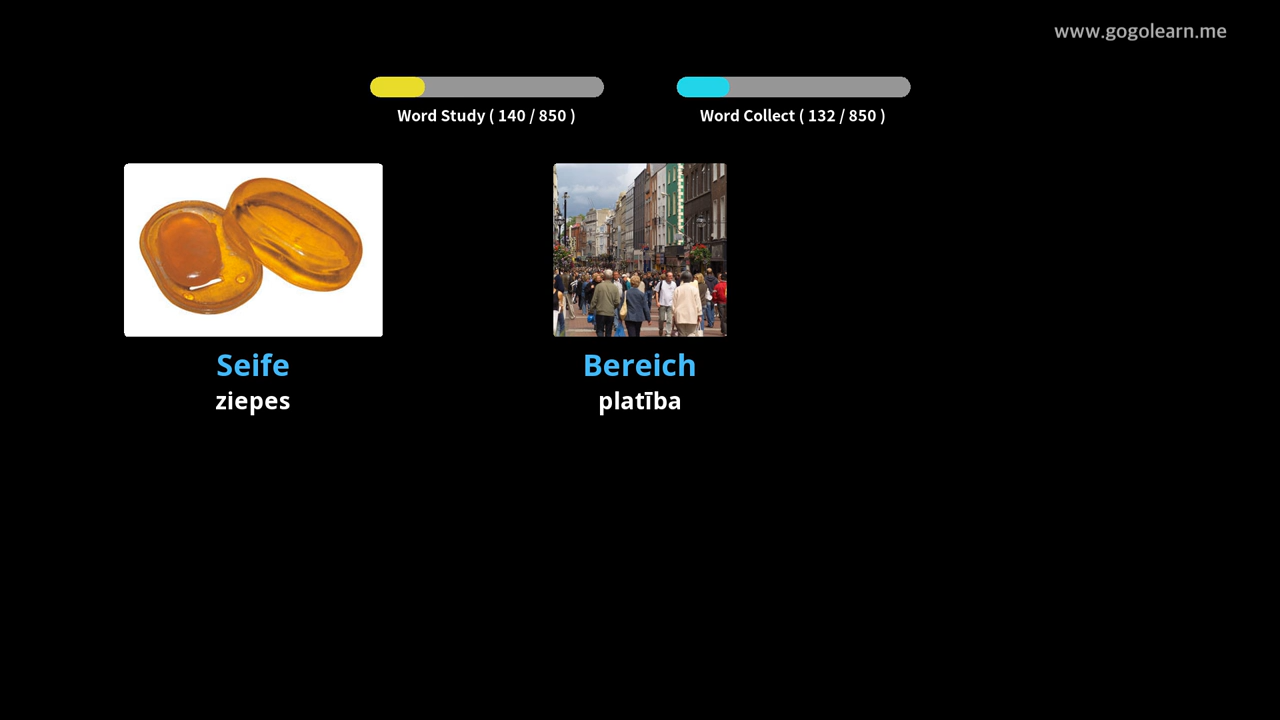 www.gogolearn.me
Word Study ( 140 / 850 )
Word Collect ( 132 / 850 )
Seife
ziepes
Bereich
platība